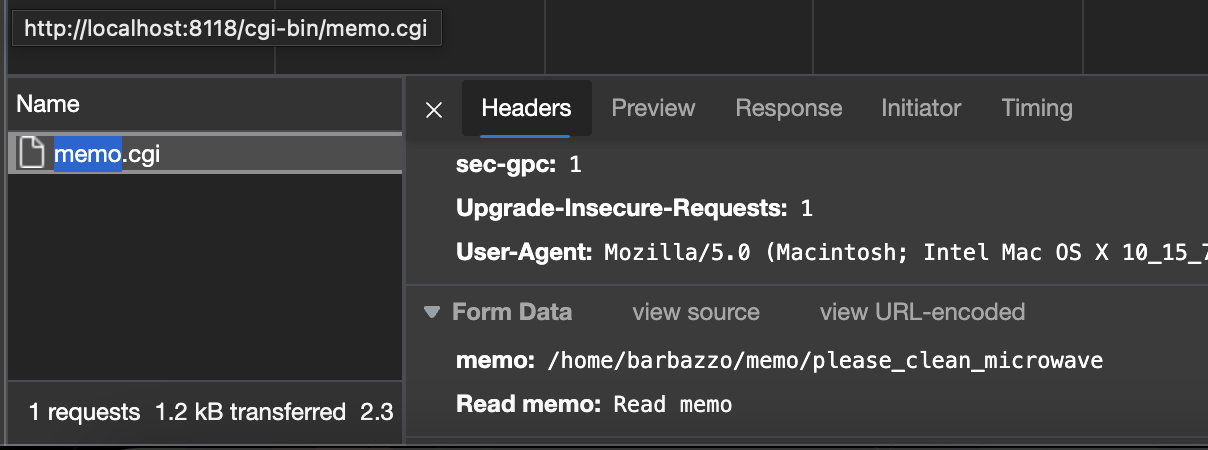 http://localhost:8118/cgi-bin/memo.cgi
Name
memo.cgi
1 requests 1.2 kB transferred 2.3
Headers Preview Response Initiator Timing
sec-gpc: 1
Upgrade-Insecure-Requests: 1
User-Agent: Mozilla/5.0 (Macintosh; Intel Mac OS X 10_15_7
Form Data view source view URL-encoded
memo: /home/barbazzo/memo/please_clean_microwave
Read memo: Read memo